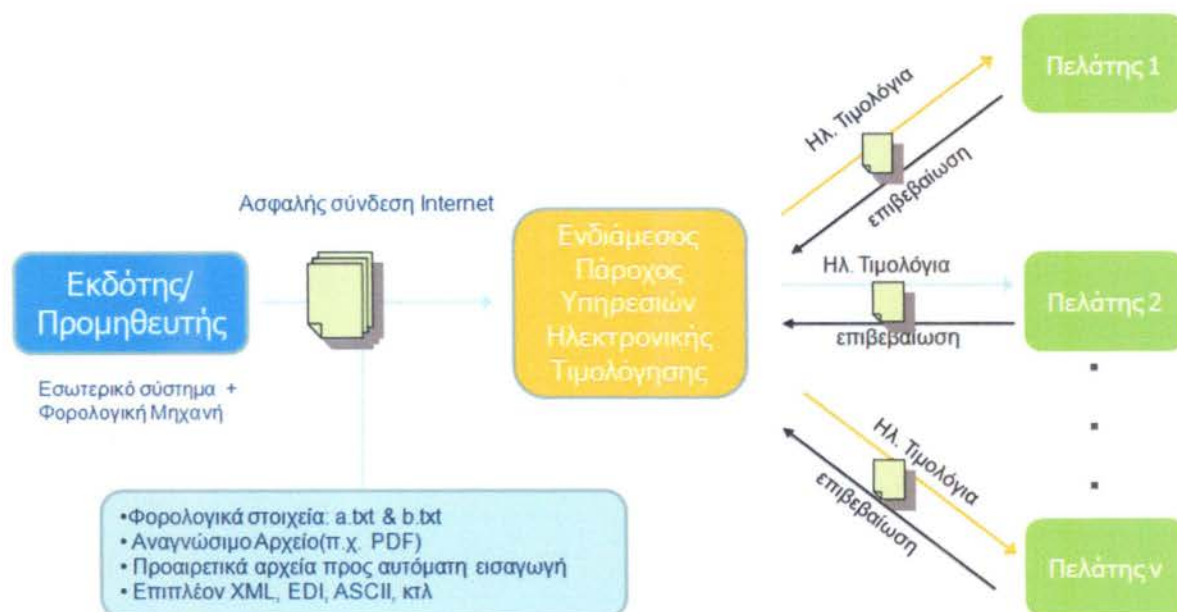 Πελάτης 1
Ηλ. Τιμολόγια
επιβεβαίωση
Ασφαλής σύνδεση Internet
Εκδότης/
Προμηθευτής
Ενδιάμεσος
Πάροχος
Υπηρεσιών
Ηλεκτρονικής
Τιμολόγησης
Ηλ. Τιμολόγια
επιβεβαίωση
Πελάτης 2
Εσωτερικό σύστημα +
Φορολογική Μηχανή
Ηλ. Τιμολόγια
επιβεβαίωση
Πελάτης ν
•Φορολογικά στοιχεία: a.txt & b.txt
•Αναγνώσιμο Αρχείο(π.χ. PDF)
•Προαιρετικά αρχεία προς αυτόματη εισαγωγή
•Επιπλέον XML, EDI, ASCII, κτλ